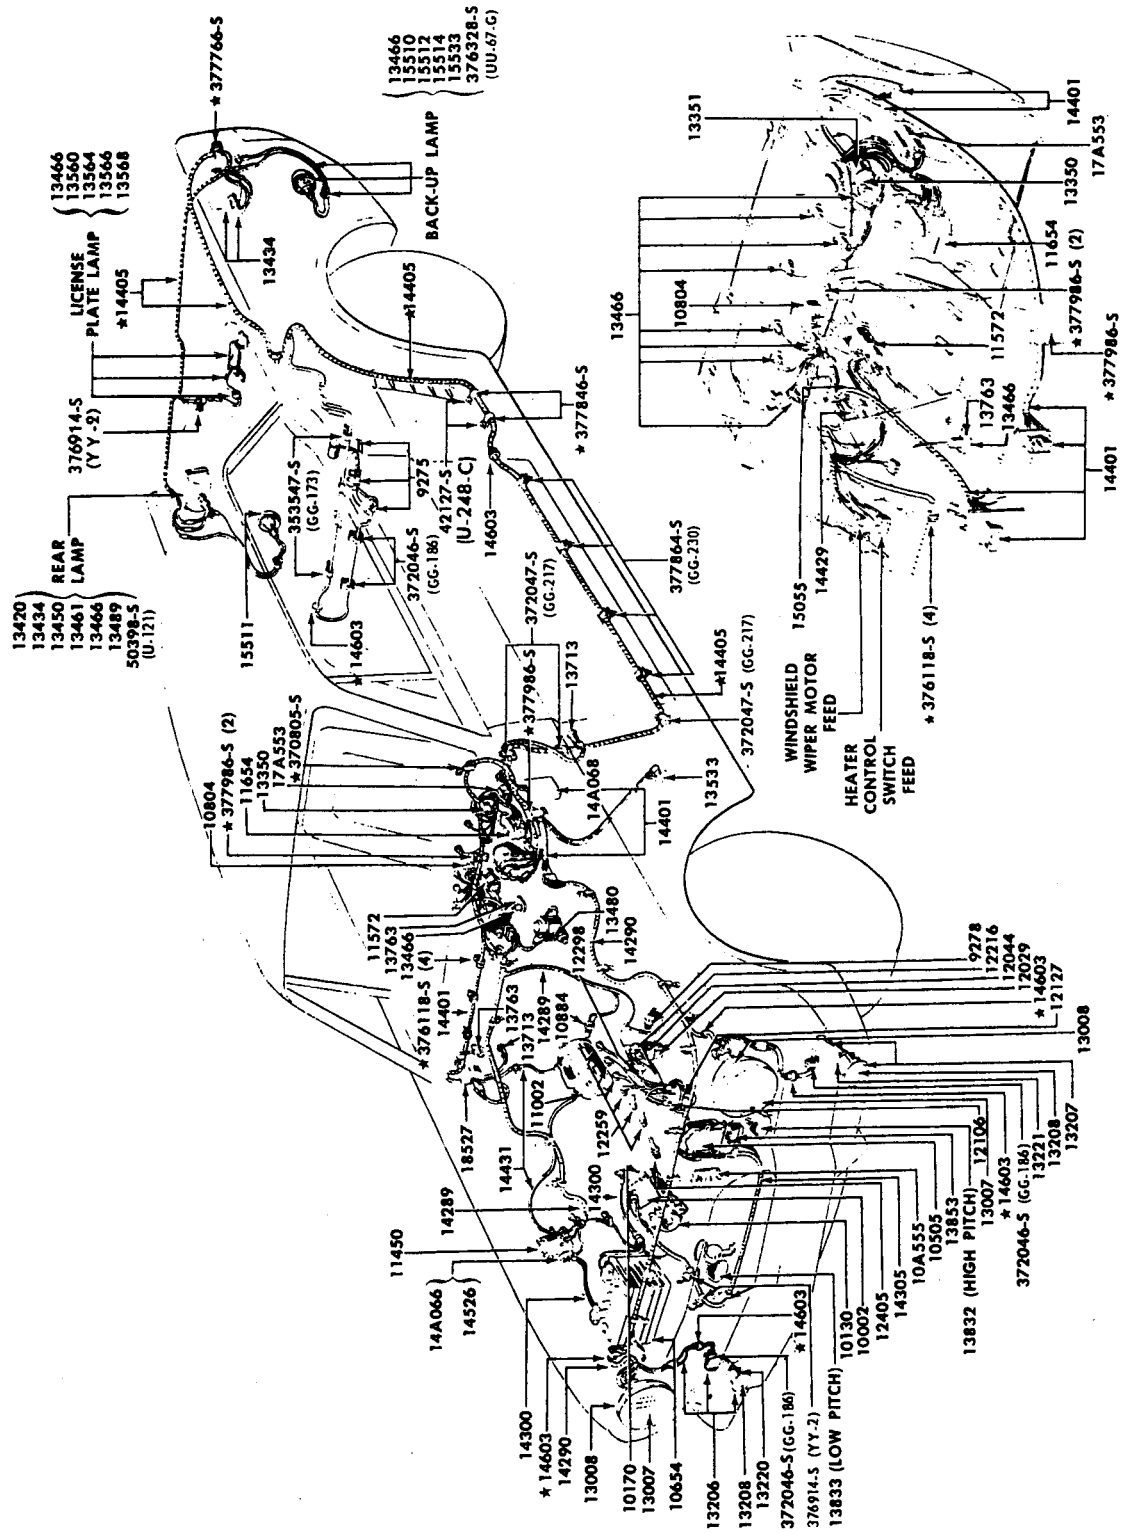 13420
13434
13450
13461
13466
13489
50398-S
(U-121)
REAR
LAMP
376914-S
(YY-2)
LICENSE
PLATE LAMP
★14405
13466
13560
13564
13566
13568
★377766-S
13466
15510
15512
15514
15533
376328-S
(UU-67-G)
BACK-UP LAMP
13434
★14405
15511
353547-S
(GG-173)
9275
372046-S
(GG-186)
14603
★
42127-S
(U-248-C)
14603
★377846-S
377864-S
(GG-230)
372047-S
(GG-217)
★377986-S
13713
★14405
372047-S (GG-217)
10804
★377986-S (2)
11654
13350
17A553
★370805-S
14A068
14401
13533
11572
13763
13466
★376118-S (4)
14401
13763
13713
14289
10884
12298
13480
14290
18527
14431
11002
12259
14289
14300
11450
14A066
14526
14300
★14603
14290
13008
10170
13007
10654
13206
13208
13220
372046-S (GG-186)
376914-S (YY-2)
13833 (LOW PITCH)
★14603
10130
10002
12405
14305
10A555
10505
13853
13832 (HIGH PITCH)
12106
13007
★14603
372046-S (GG-186)
13221
13208
13207
13008
9278
12216
12044
12029
★14603
12127
13466
10804
13351
14401
17A553
13350
11654
★377986-S (2)
11572
★377986-S
13763
13466
14401
15055
14429
★376118-S (4)
WINDSHIELD
WIPER MOTOR
FEED
HEATER
CONTROL
SWITCH
FEED